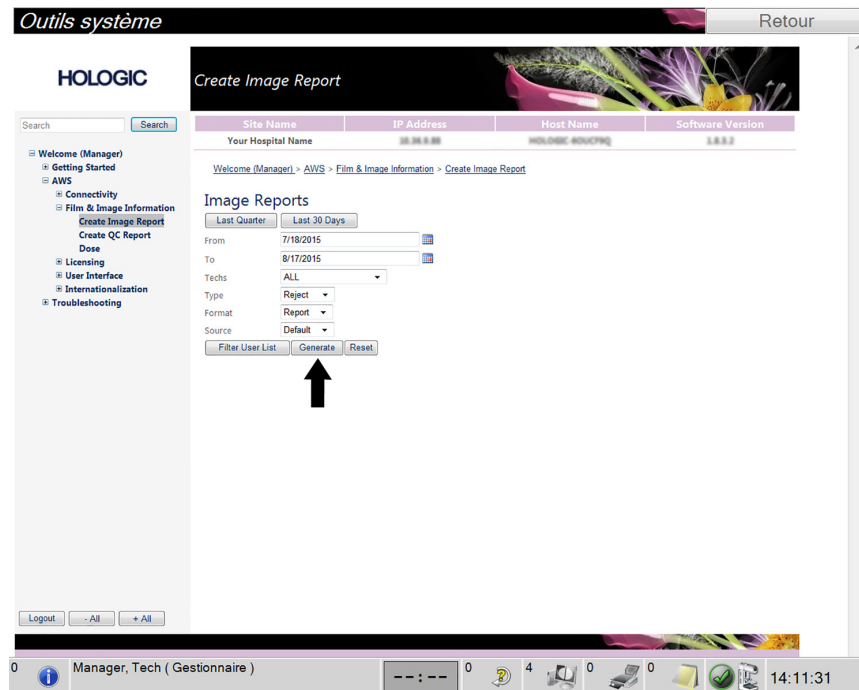 Outils système
Retour
HOLOGIC
Create Image Report
Search
Search
Site Name
IP Address
Host Name
Software Version
Your Hospital Name
1.8.3.2
Welcome (Manager)
Getting Started
AWS
Connectivity
Film & Image Information
Create Image Report
Create QC Report
Dose
Licensing
User Interface
Internationalization
Troubleshooting
Welcome (Manager) > AWS > Film & Image Information > Create Image Report
Image Reports
Last Quarter
Last 30 Days
From
7/18/2015
To
8/17/2015
Techs
ALL
Type
Reject
Format
Report
Source
Default
Filter User List
Generate
Reset
Logout
- All
+ All
0
Manager, Tech ( Gestionnaire )
--:--
0
4
0
0
14:11:31